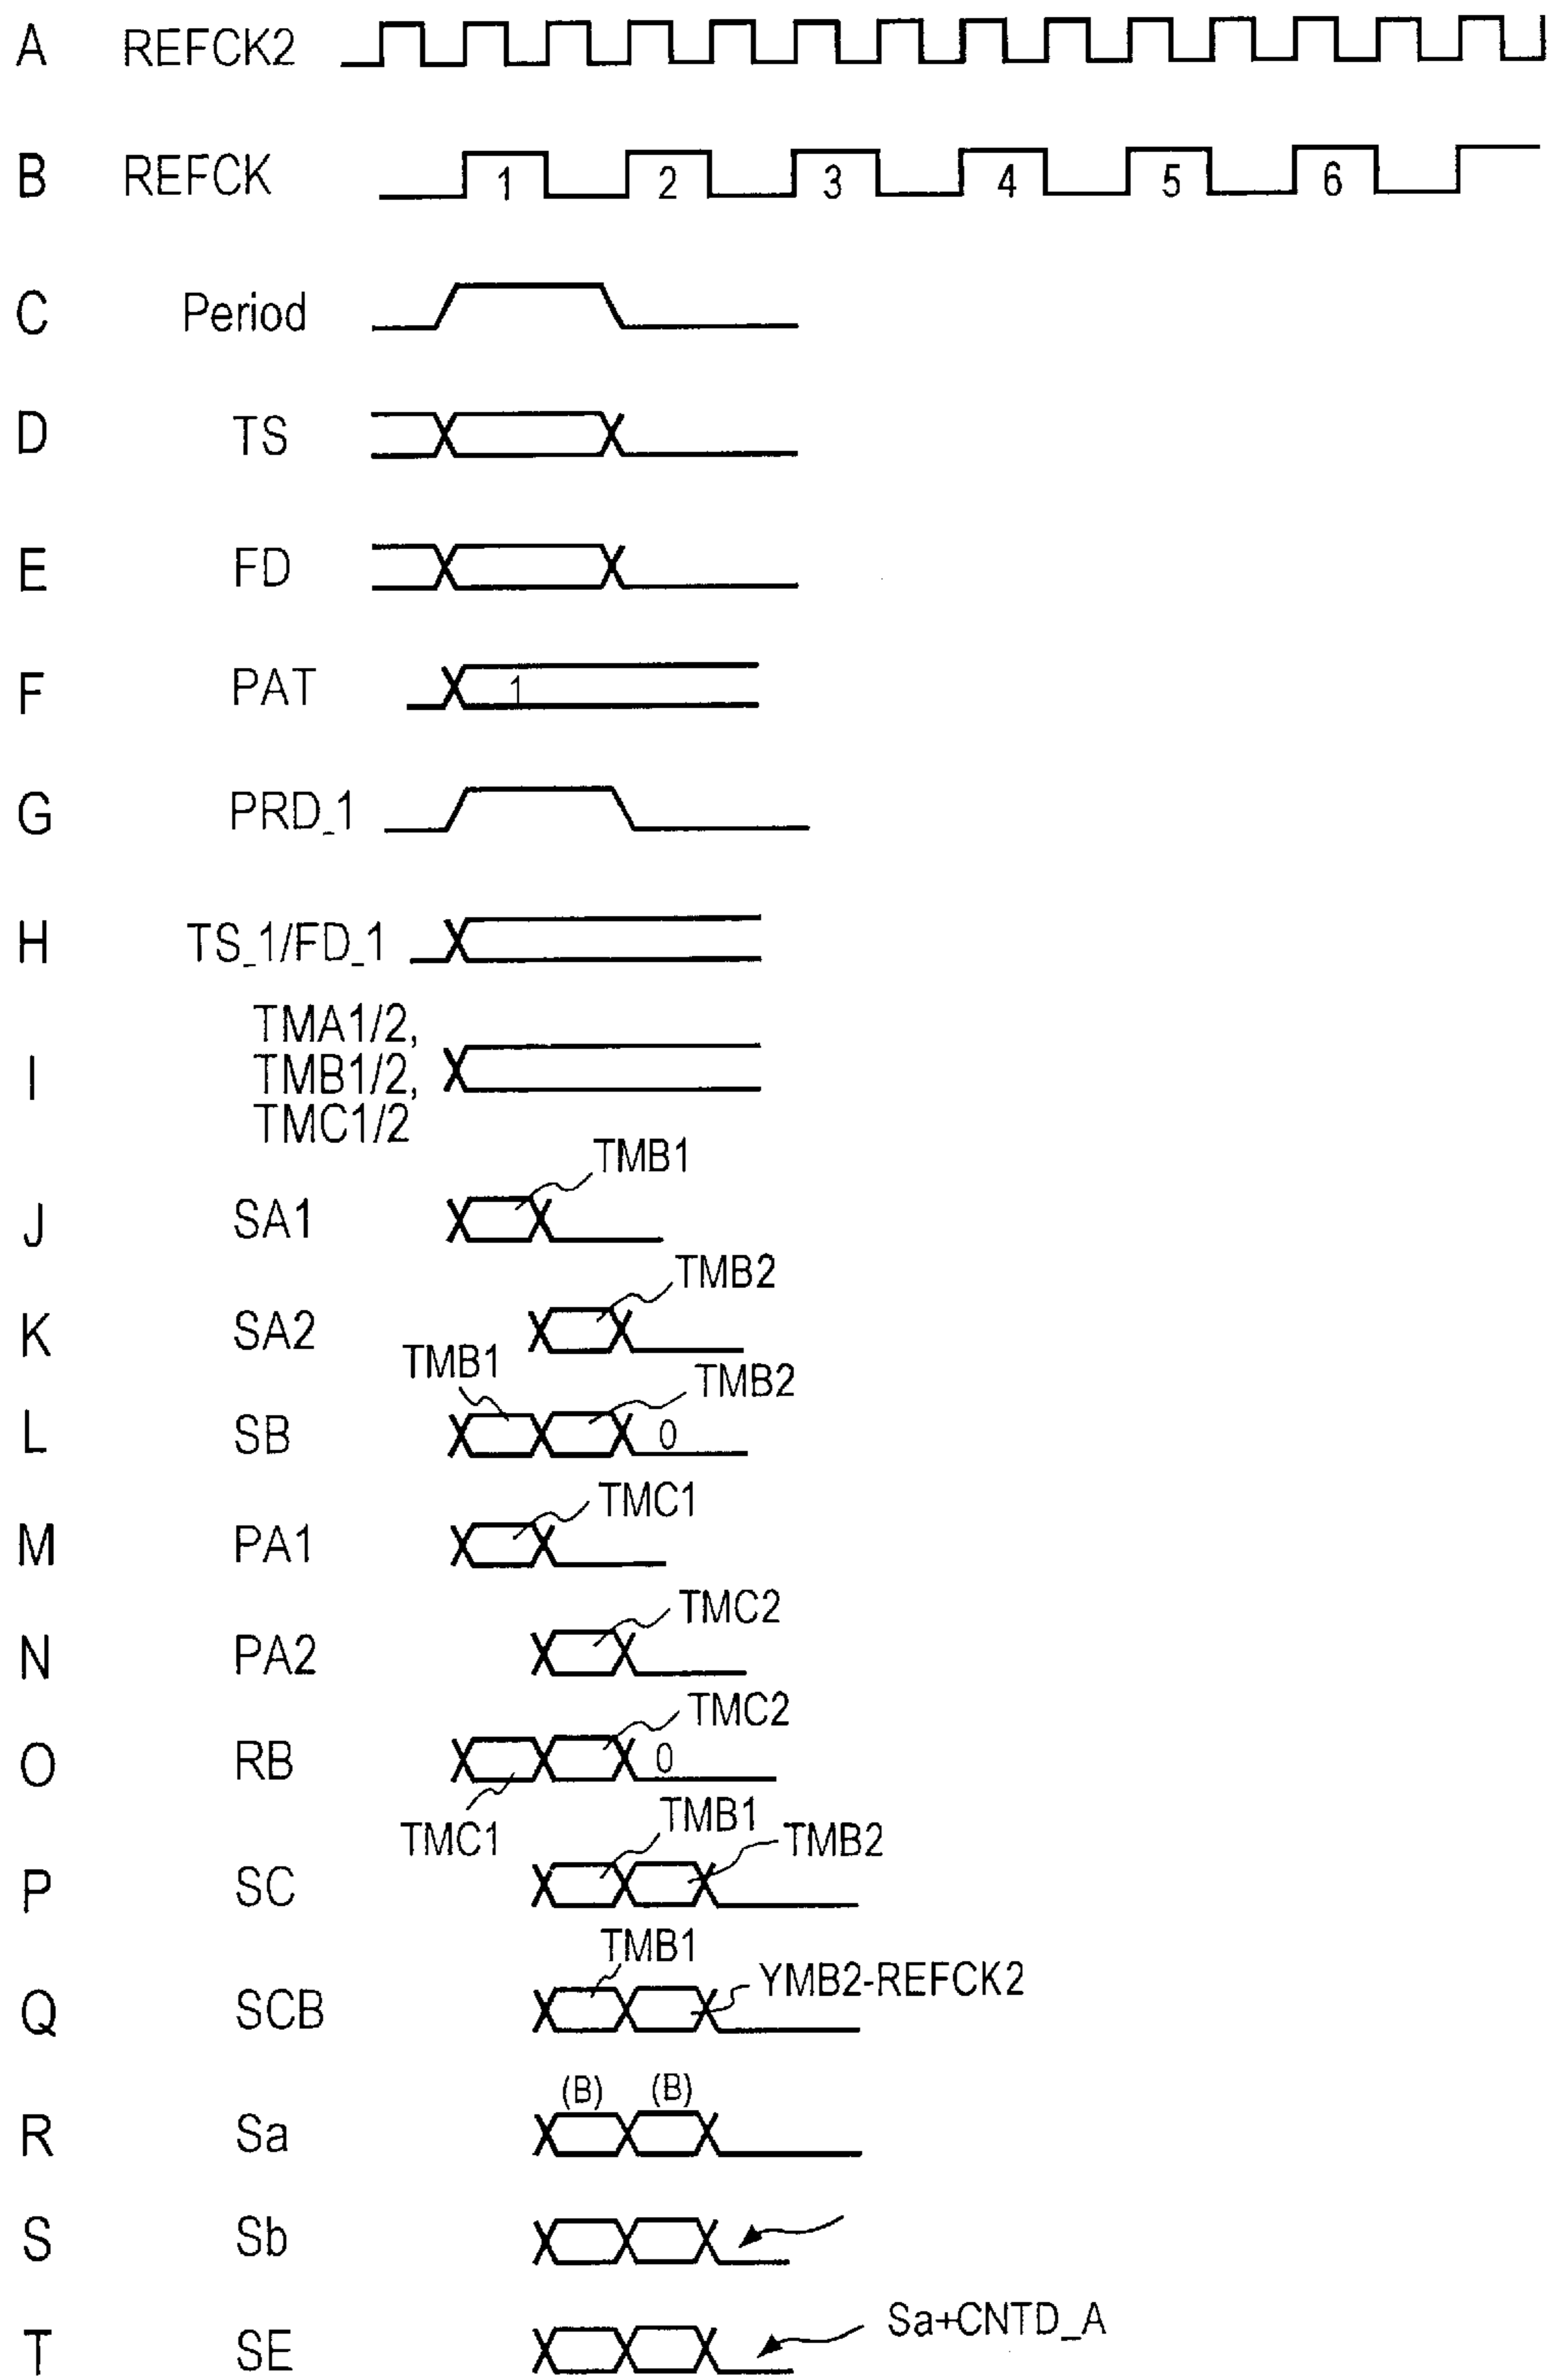 A REFCK2
B REFCK 1 2 3 4 5 6
C Period
D TS
E FD
F PAT 1
G PRD_1
H TS_1/FD_1
I TMA1/2,
TMB1/2,
TMC1/2
TMB1
J SA1
TMB2
K SA2
TMB1 TMB2
L SB 0
TMC1
M PA1
TMC2
N PA2
TMC2
O RB 0
TMC1 TMB1 TMB2
P SC
TMB1
YMB2-REFCK2
Q SCB
(B) (B)
R Sa
S Sb
Sa+CNTD_A
T SE